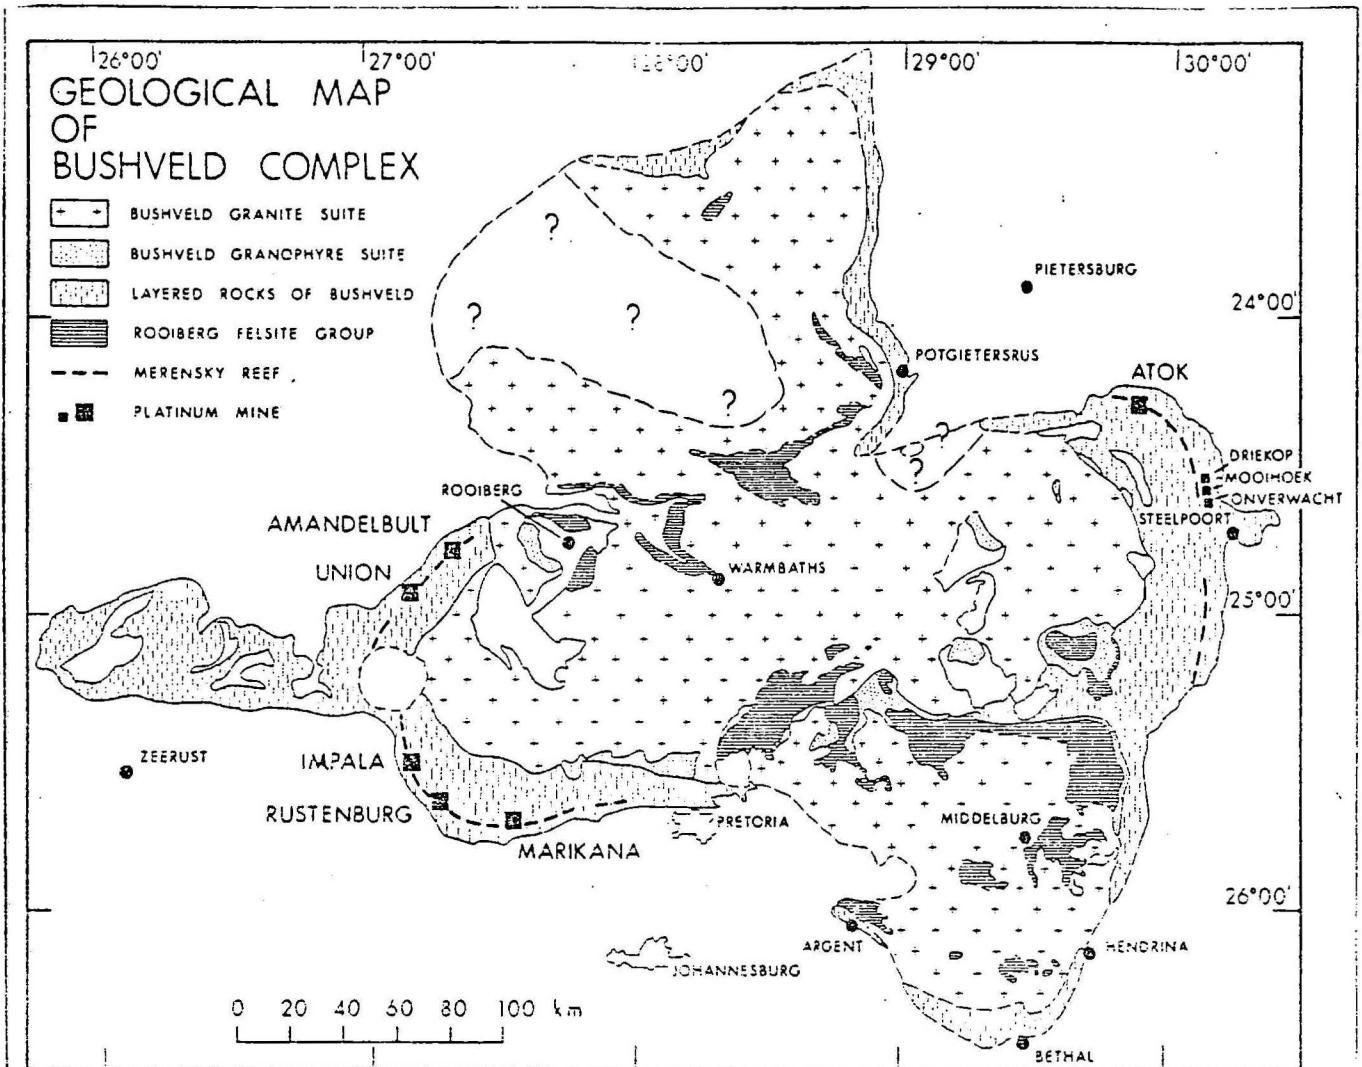 26°00'
27°00'
28°00'
29°00'
30°00'
GEOLOGICAL MAP
OF
BUSHVELD COMPLEX
BUSHVELD GRANITE SUITE
BUSHVELD GRANOPHYRE SUITE
LAYERED ROCKS OF BUSHVELD
ROOIBERG FELSITE GROUP
MERENSKY REEF
PLATINUM MINE
?
?
?
?
?
?
PIETERSBURG
24°00'
POTGIETERSRUS
ATOK
DRIEKOP
MOOIHOEK
ONVERWACHT
STEELPOORT
ROOIBERG
AMANDELBULT
UNION
WARMBATHS
25°00'
ZEERUST
IMPALA
RUSTENBURG
MARIKANA
PRETORIA
MIDDELBURG
26°00'
ARGENT
HENDRINA
JOHANNESBURG
0 20 40 60 80 100 km
BETHAL